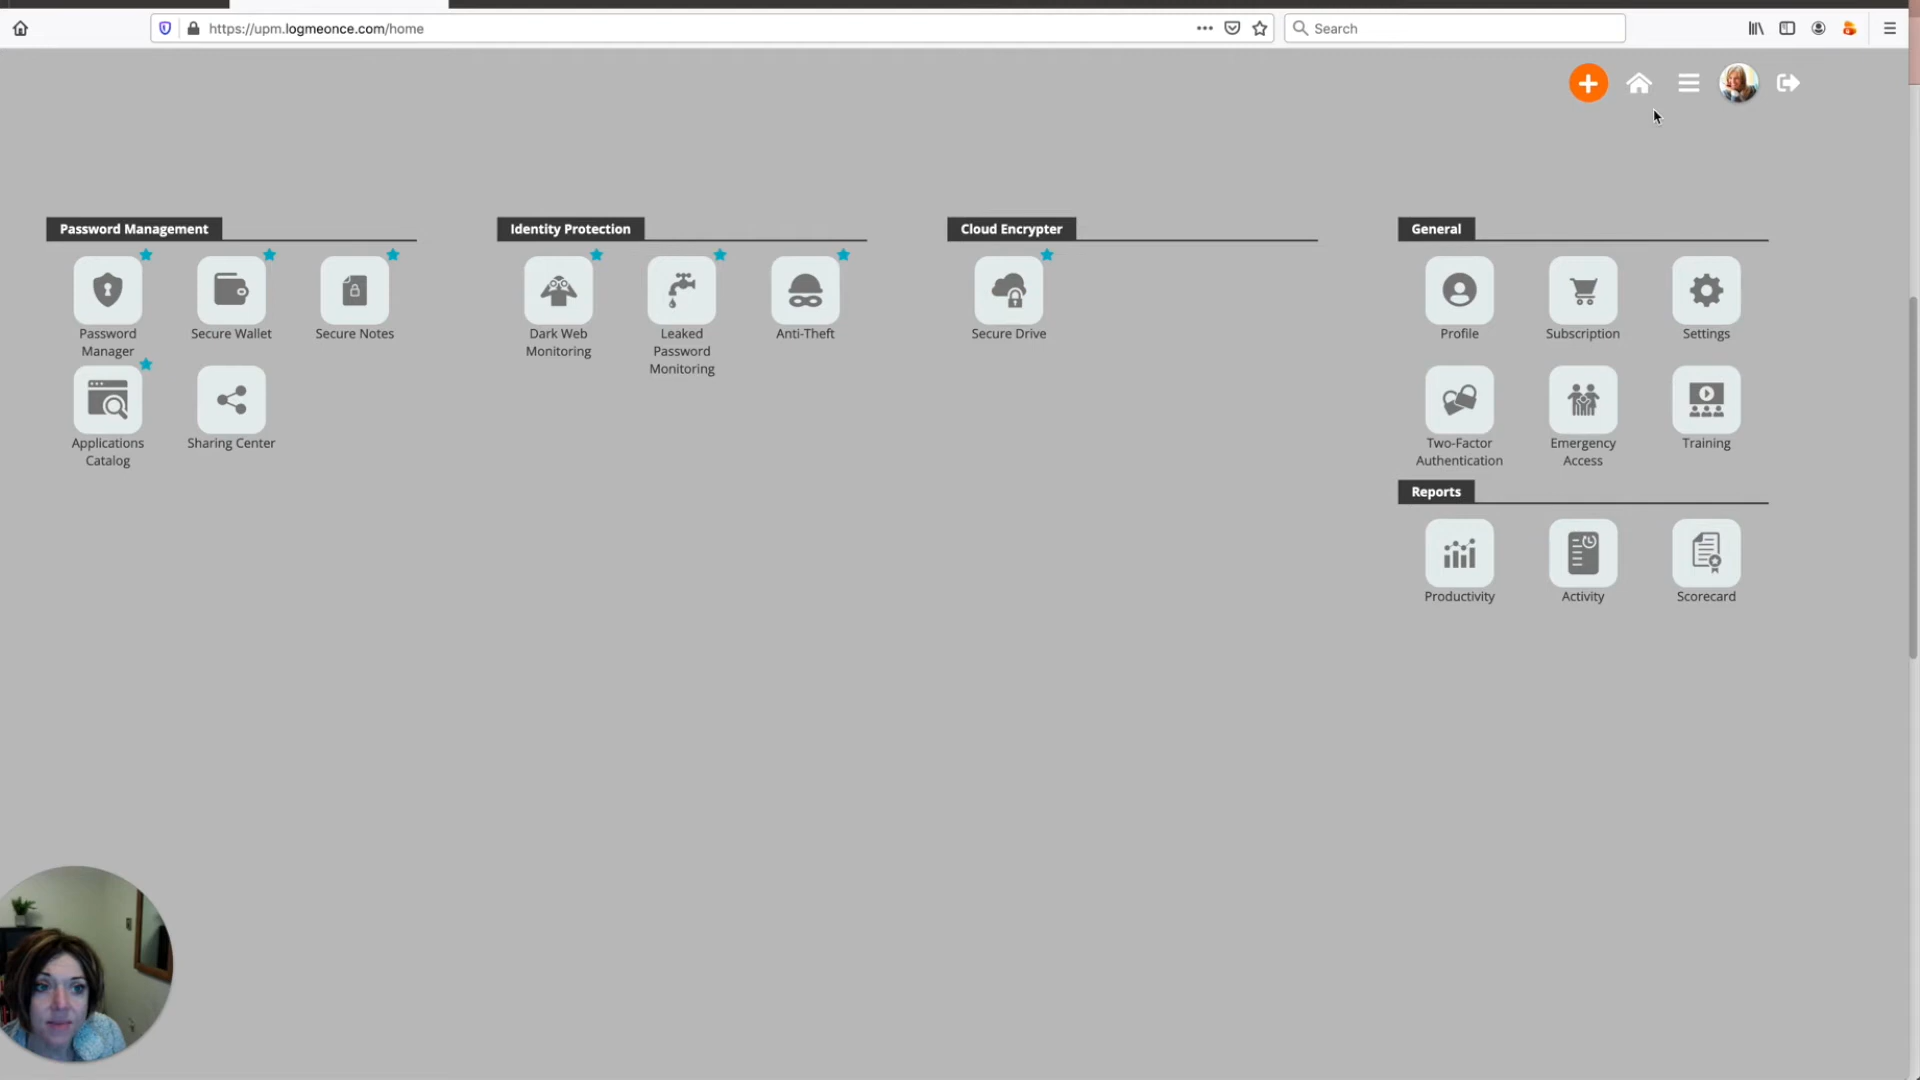 https://upm.logmeonce.com/home
Search
Password Management
Password
Manager
Secure Wallet
Secure Notes
Applications
Catalog
Sharing Center
Identity Protection
Dark Web
Monitoring
Leaked
Password
Monitoring
Anti-Theft
Cloud Encrypter
Secure Drive
General
Profile
Subscription
Settings
Two-Factor
Authentication
Emergency
Access
Training
Reports
Productivity
Activity
Scorecard